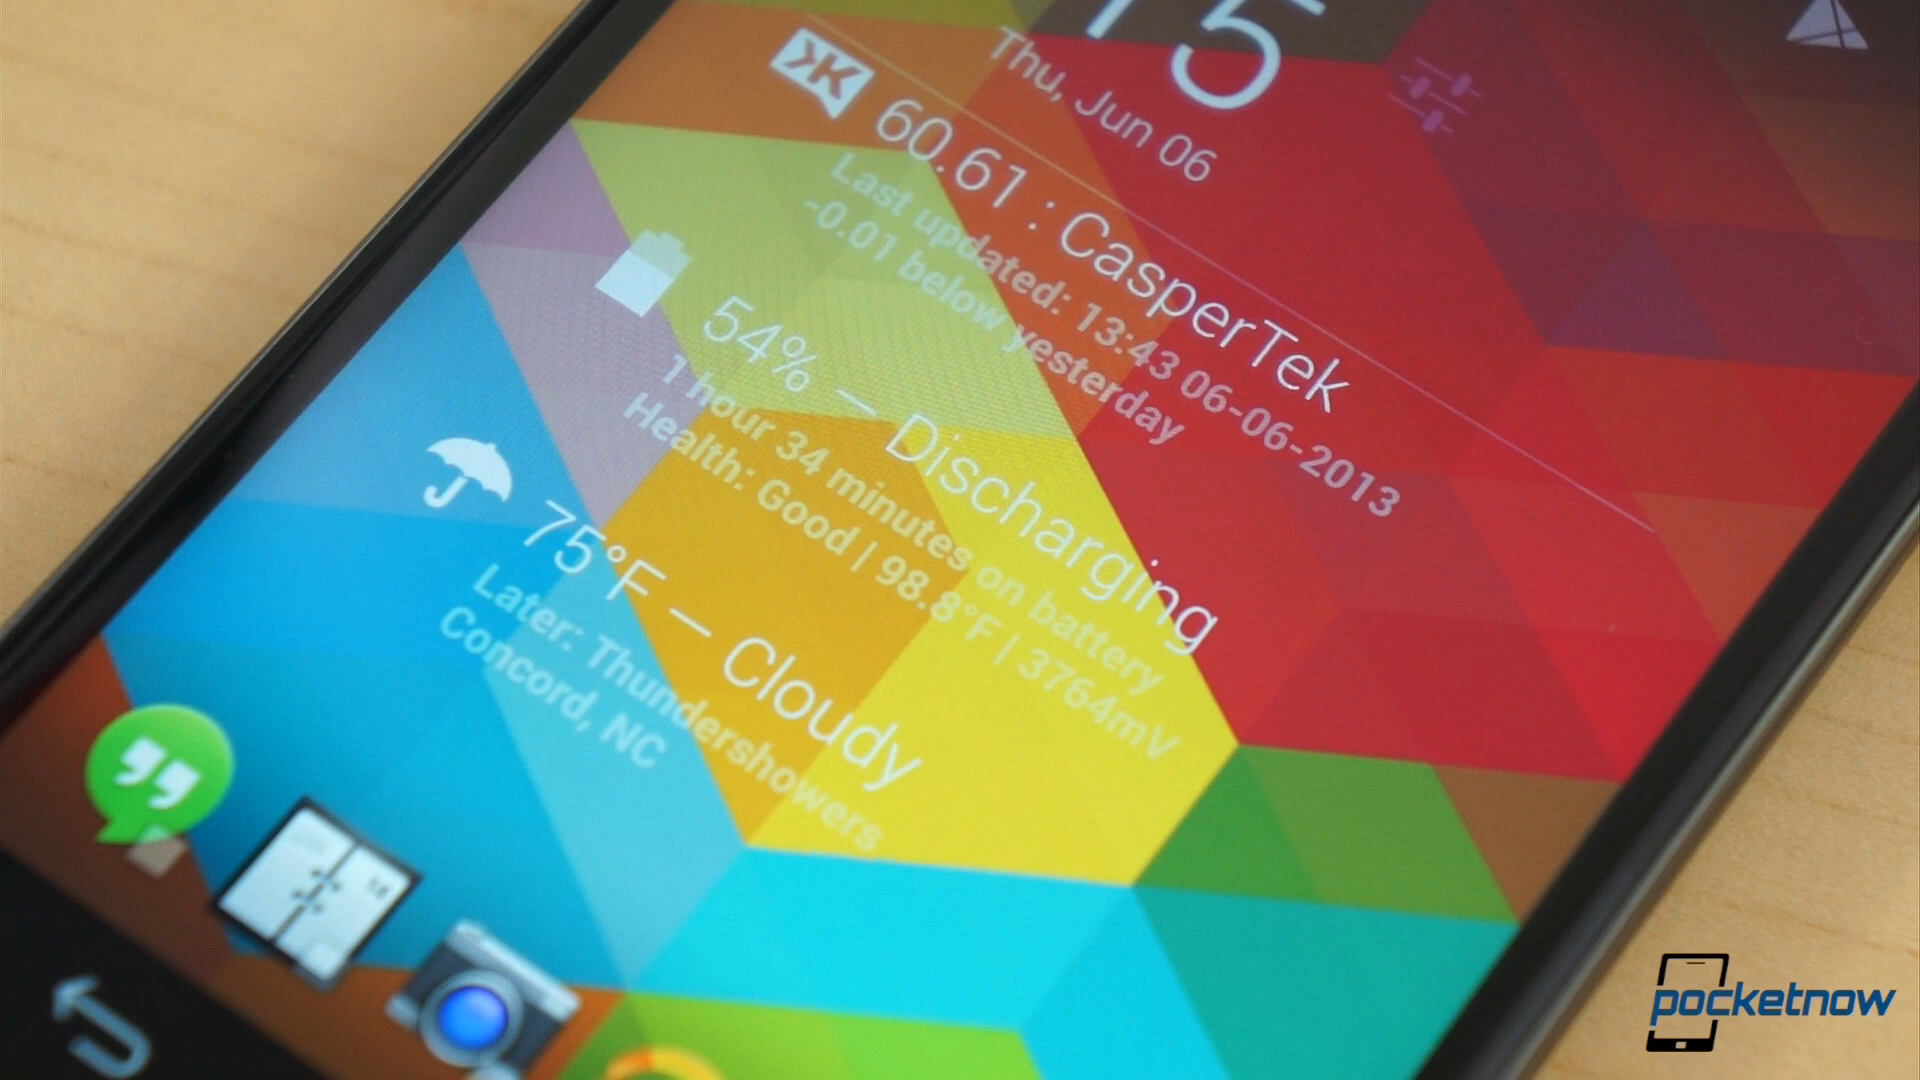 15
Thu, Jun 06
60.61 : CasperTek
Last updated: 13:43 06-06-2013
-0.01 below yesterday
54% — Discharging
1 hour 34 minutes on battery
Health: Good | 98.8°F | 3764mV
75°F — Cloudy
Later: Thundershowers
Concord, NC
pocketnow